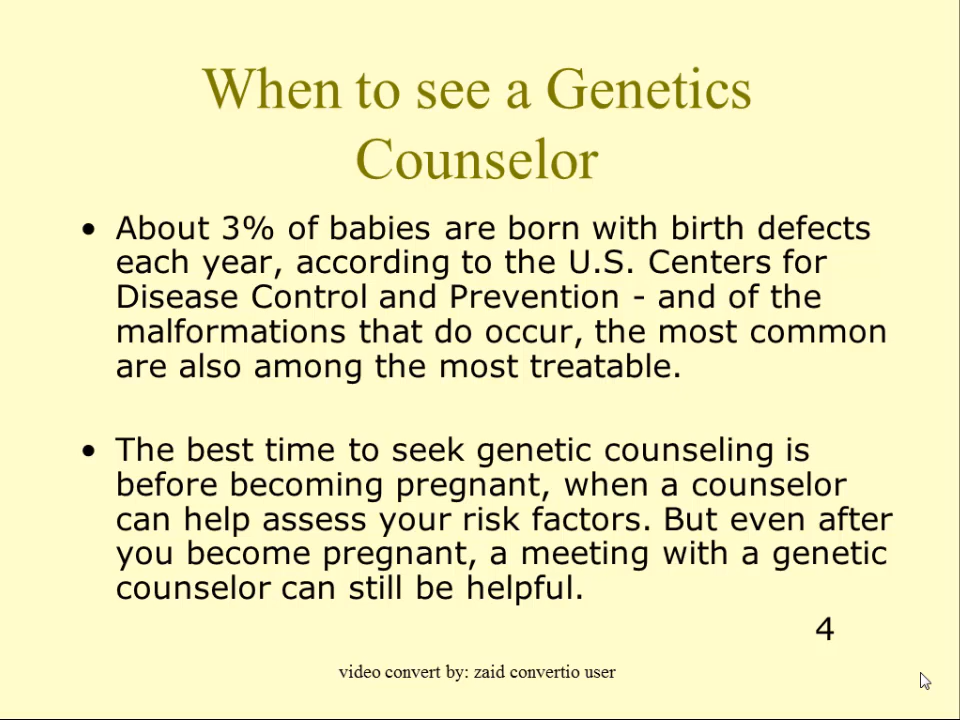 When to see a Genetics
Counselor
• About 3% of babies are born with birth defects
each year, according to the U.S. Centers for
Disease Control and Prevention - and of the
malformations that do occur, the most common
are also among the most treatable.
• The best time to seek genetic counseling is
before becoming pregnant, when a counselor
can help assess your risk factors. But even after
you become pregnant, a meeting with a genetic
counselor can still be helpful.
4
video convert by: zaid convertio user